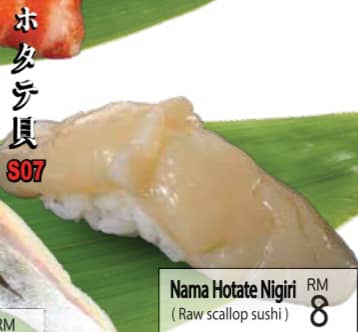 ホタテ貝
S07
Nama Hotate Nigiri RM
( Raw scallop sushi ) 8
RM